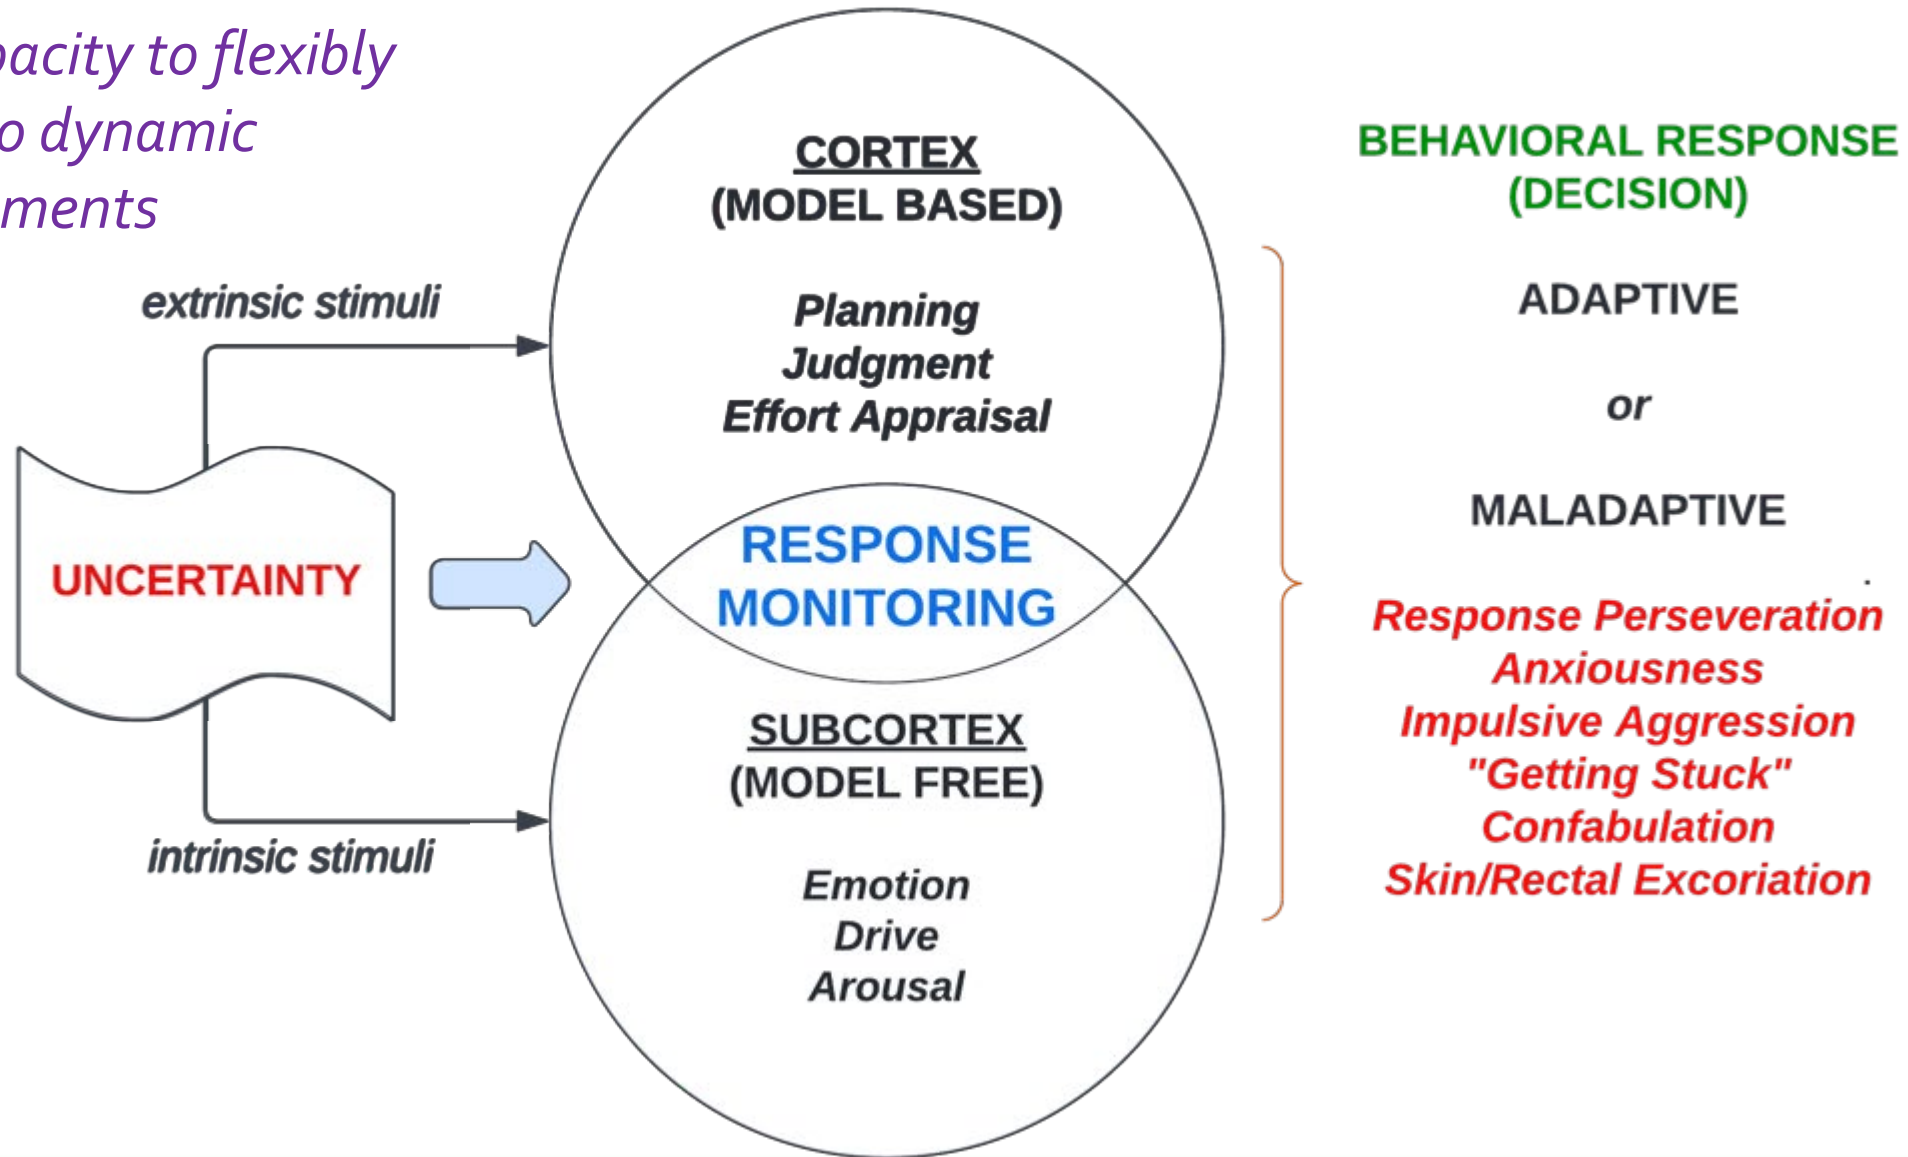 pacity to flexibly
o dynamic
ments
extrinsic stimuli
UNCERTAINTY
intrinsic stimuli
CORTEX
(MODEL BASED)
Planning
Judgment
Effort Appraisal
RESPONSE
MONITORING
SUBCORTEX
(MODEL FREE)
Emotion
Drive
Arousal
BEHAVIORAL RESPONSE
(DECISION)
ADAPTIVE
or
MALADAPTIVE
Response Perseveration
Anxiousness
Impulsive Aggression
"Getting Stuck"
Confabulation
Skin/Rectal Excoriation